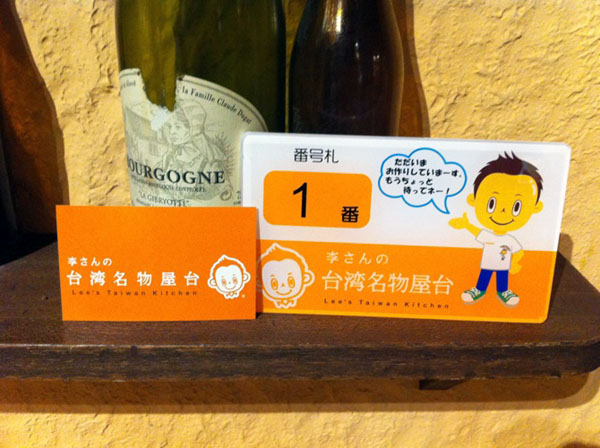 la Famille Claude Dugat
BOURGOGNE
"LA GIBRYOTTE"
李さんの
台湾名物屋台
Lee's Taiwan Kitchen
番号札
1番
ただいま
お作りしていまーす。
もうちょっと
待ってネー!
李さんの
台湾名物屋台
Lee's Taiwan Kitchen